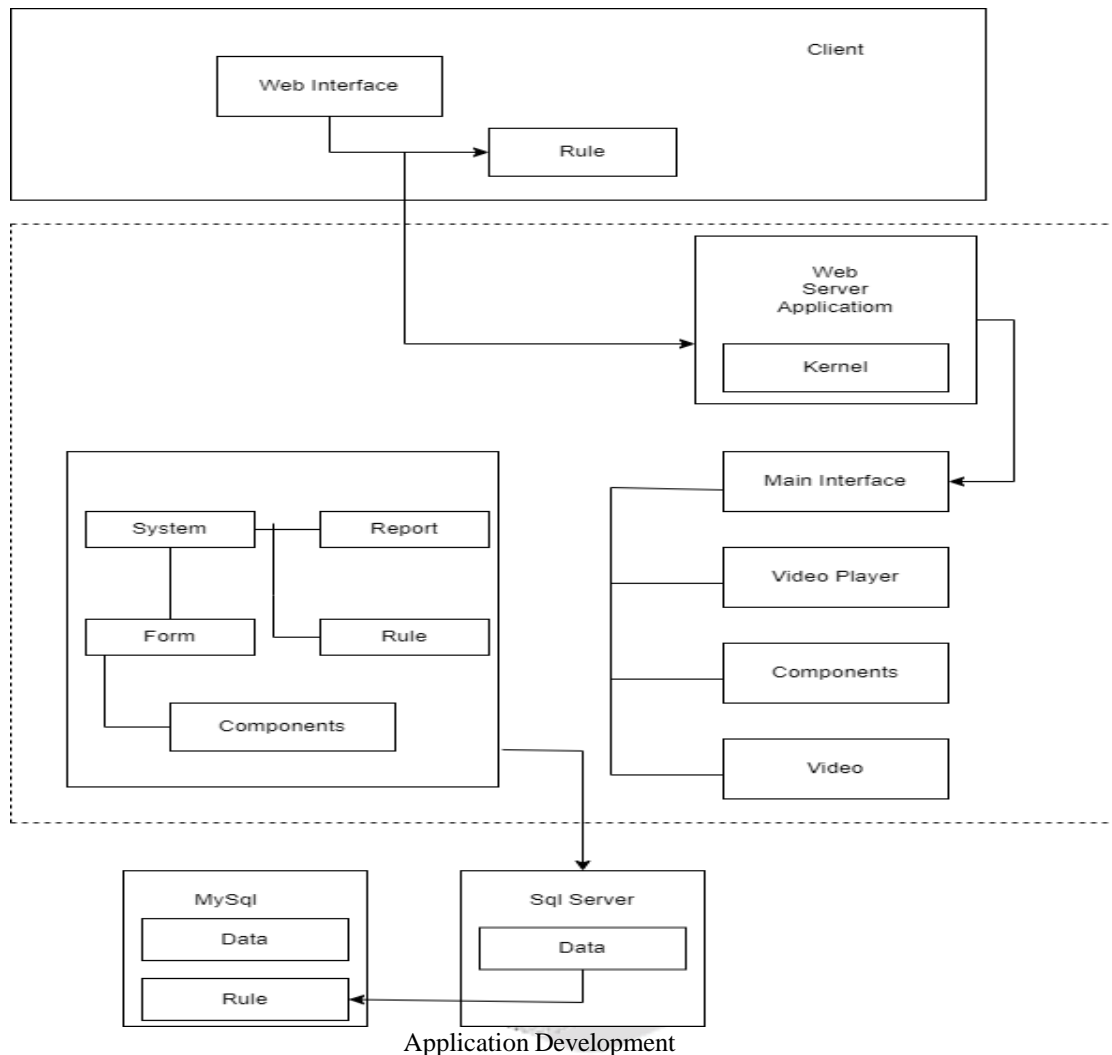 Client
Web Interface
Rule
Web
Server
Applicatiom
Kernel
Main Interface
System
Report
Video Player
Form
Rule
Components
Components
Video
MySql
Sql Server
Data
Data
Rule
Application Development